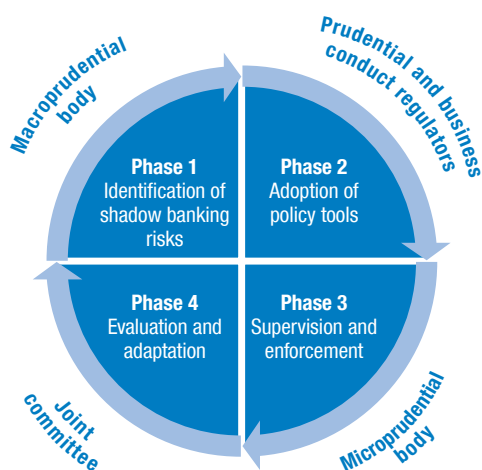 Macroprudential
body
Prudential and business
conduct regulators
Phase 1
Identification of
shadow banking
risks
Phase 2
Adoption of
policy tools
Phase 4
Evaluation and
adaptation
Phase 3
Supervision and
enforcement
Joint
committee
Microprudential
body